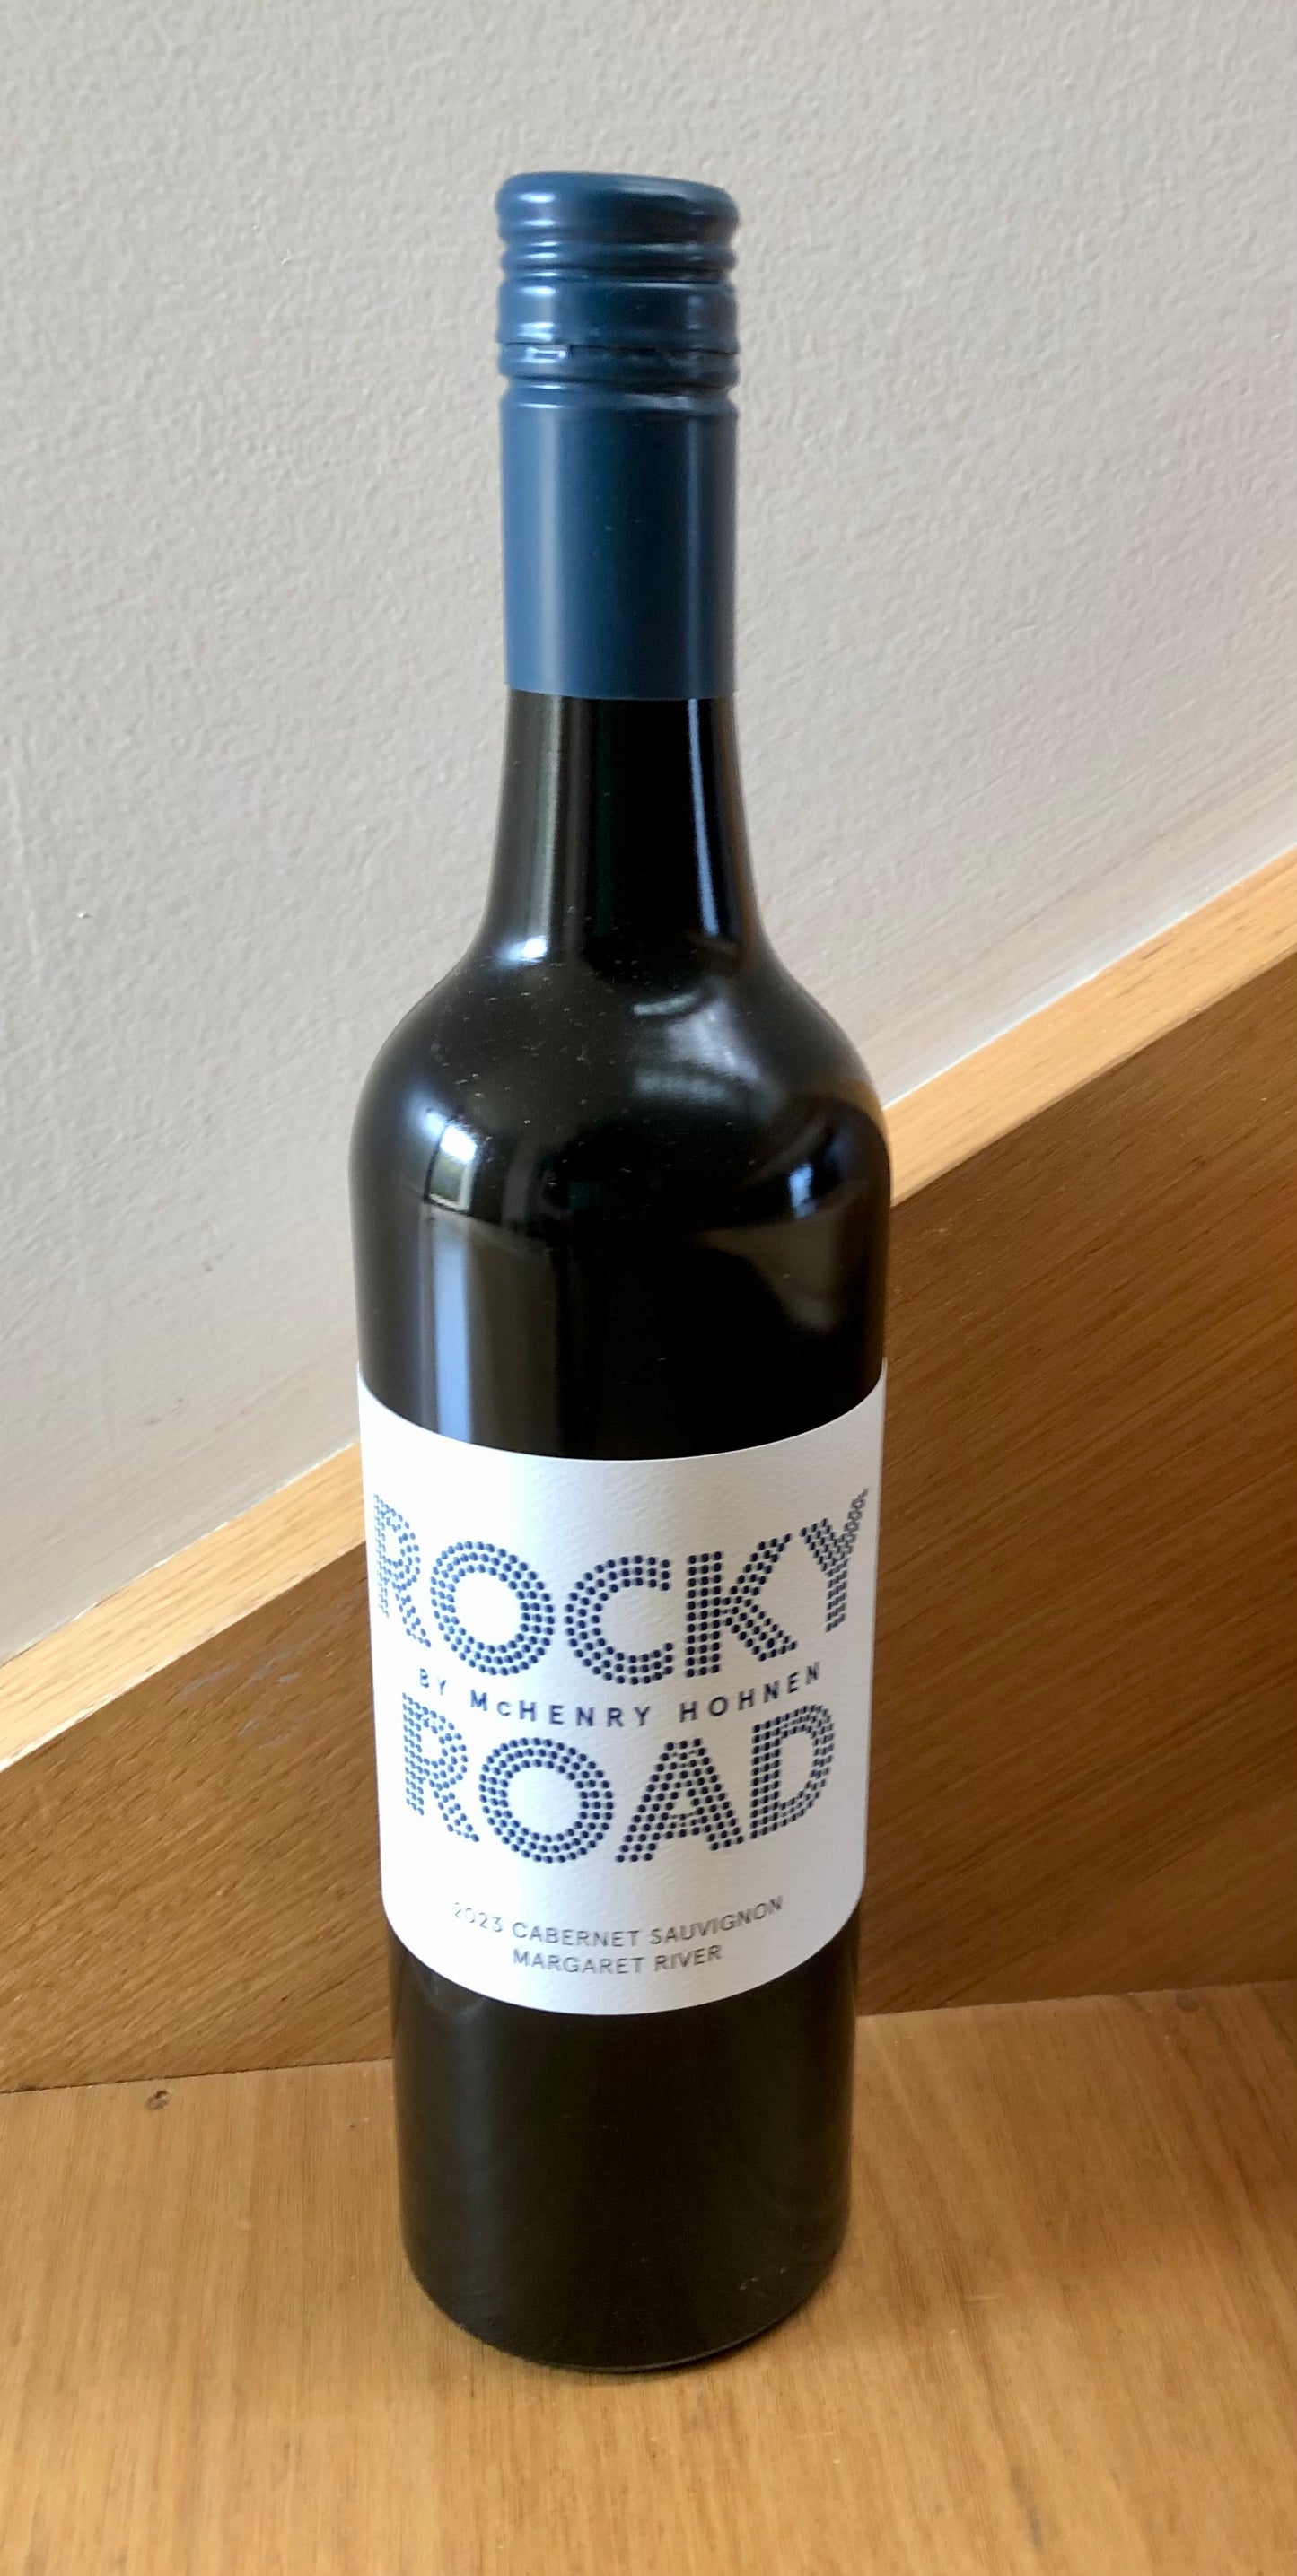 ROCKY
BY McHENRY HOHNEN
ROAD
2023 CABERNET SAUVIGNON
MARGARET RIVER